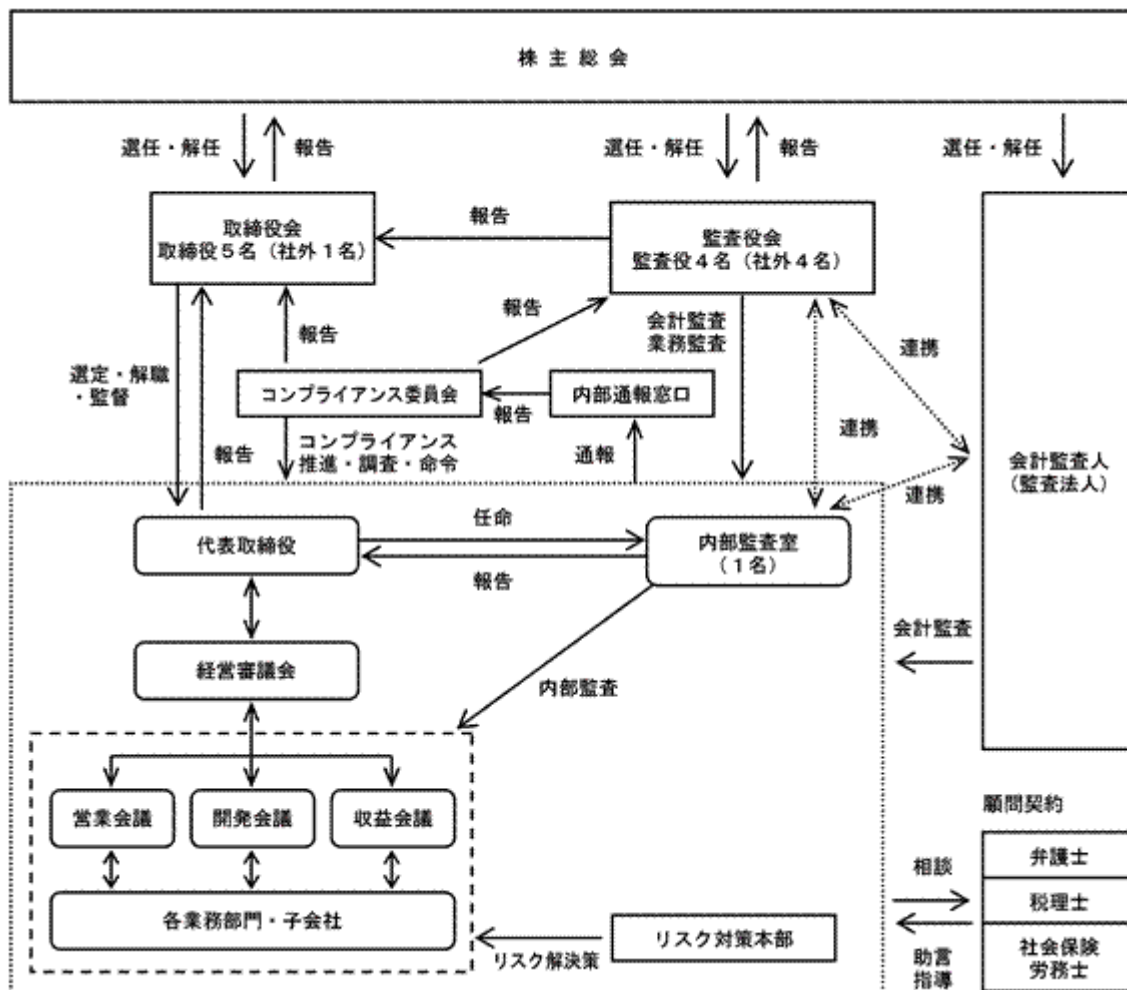 株主総会
選任・解任
報告
選任・解任
報告
選任・解任
取締役会
取締役5名（社外1名）
報告
監査役会
監査役4名（社外4名）
報告
報告
会計監査
業務監査
連携
選定・解職
・監督
コンプライアンス委員会
報告
内部通報窓口
報告
コンプライアンス
推進・調査・命令
通報
連携
連携
会計監査人
（監査法人）
代表取締役
任命
報告
内部監査室
（1名）
経営審議会
内部監査
会計監査
営業会議
開発会議
収益会議
各業務部門・子会社
リスク解決策
リスク対策本部
顧問契約
相談
助言
指導
弁護士
税理士
社会保険
労務士